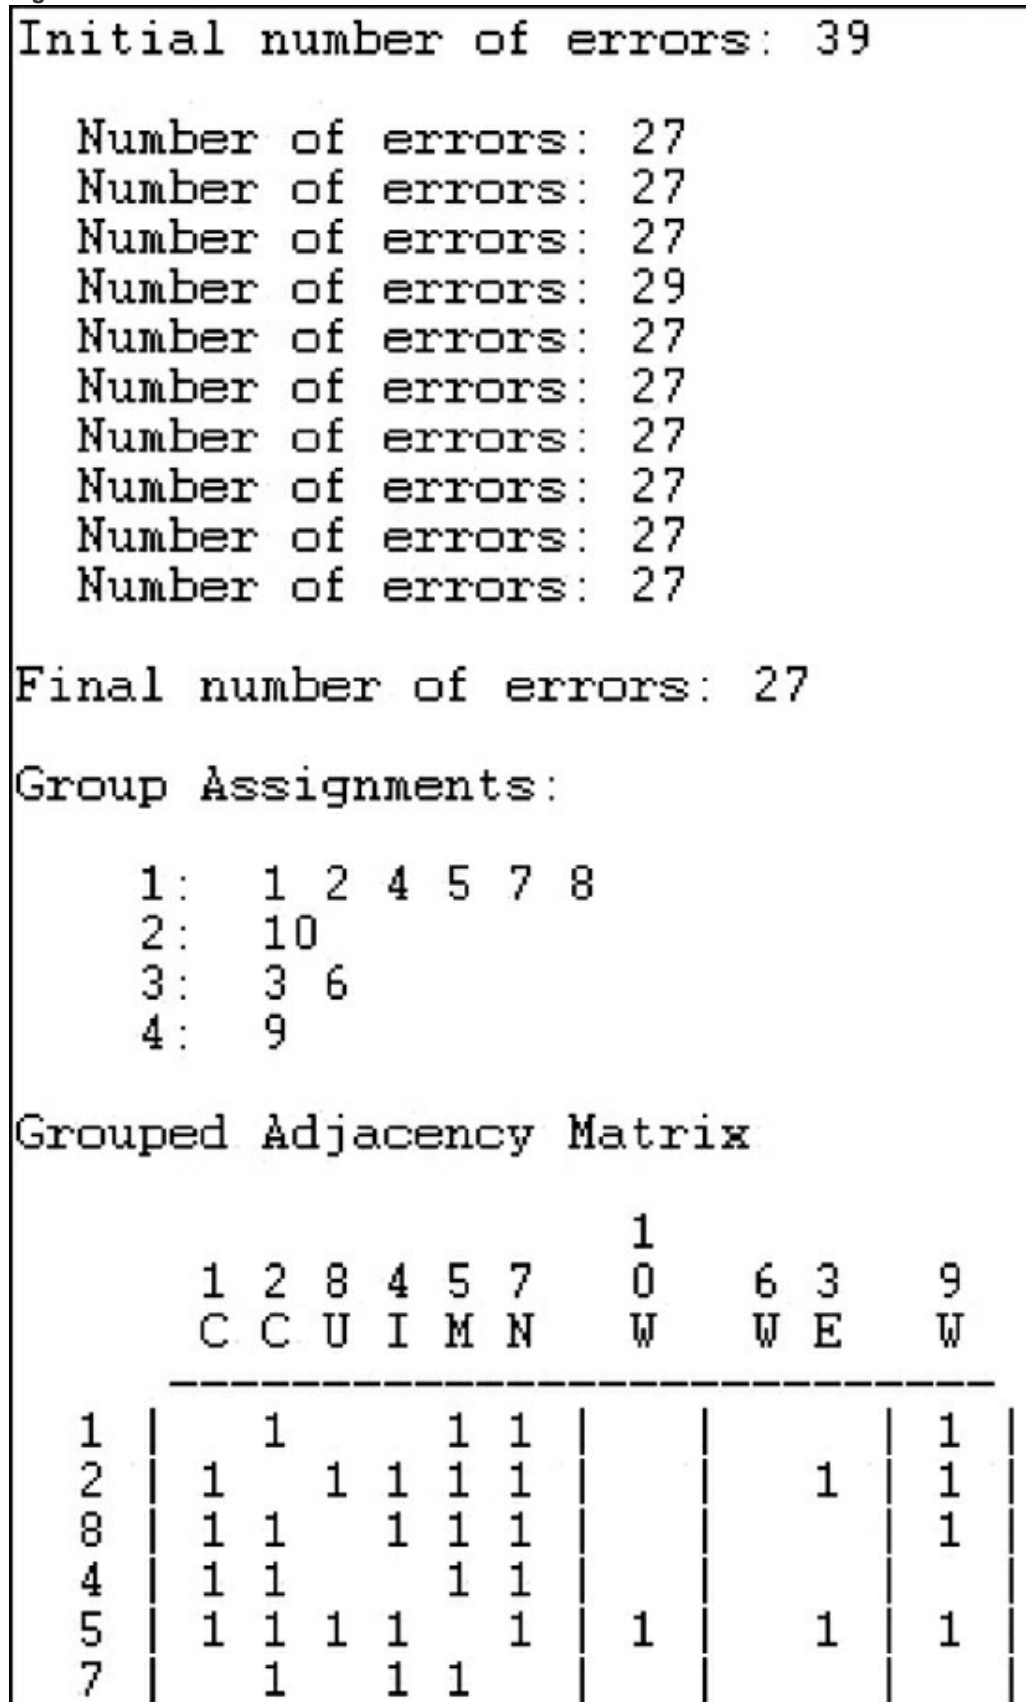 Initial number of errors: 39
Number of errors: 27
Number of errors: 27
Number of errors: 27
Number of errors: 29
Number of errors: 27
Number of errors: 27
Number of errors: 27
Number of errors: 27
Number of errors: 27
Number of errors: 27
Final number of errors: 27
Group Assignments:
1: 1 2 4 5 7 8
2: 10
3: 3 6
4: 9
Grouped Adjacency Matrix
1
1 2 8 4 5 7 0 6 3 9
C C U I M N W W E W
---------------------------
1 | 1 1 1 | | | 1 |
2 | 1 1 1 1 1 | | 1 | 1 |
8 | 1 1 1 1 1 | | | 1 |
4 | 1 1 1 1 | | | |
5 | 1 1 1 1 1 | 1 | 1 | 1 |
7 | 1 1 1 | | | |